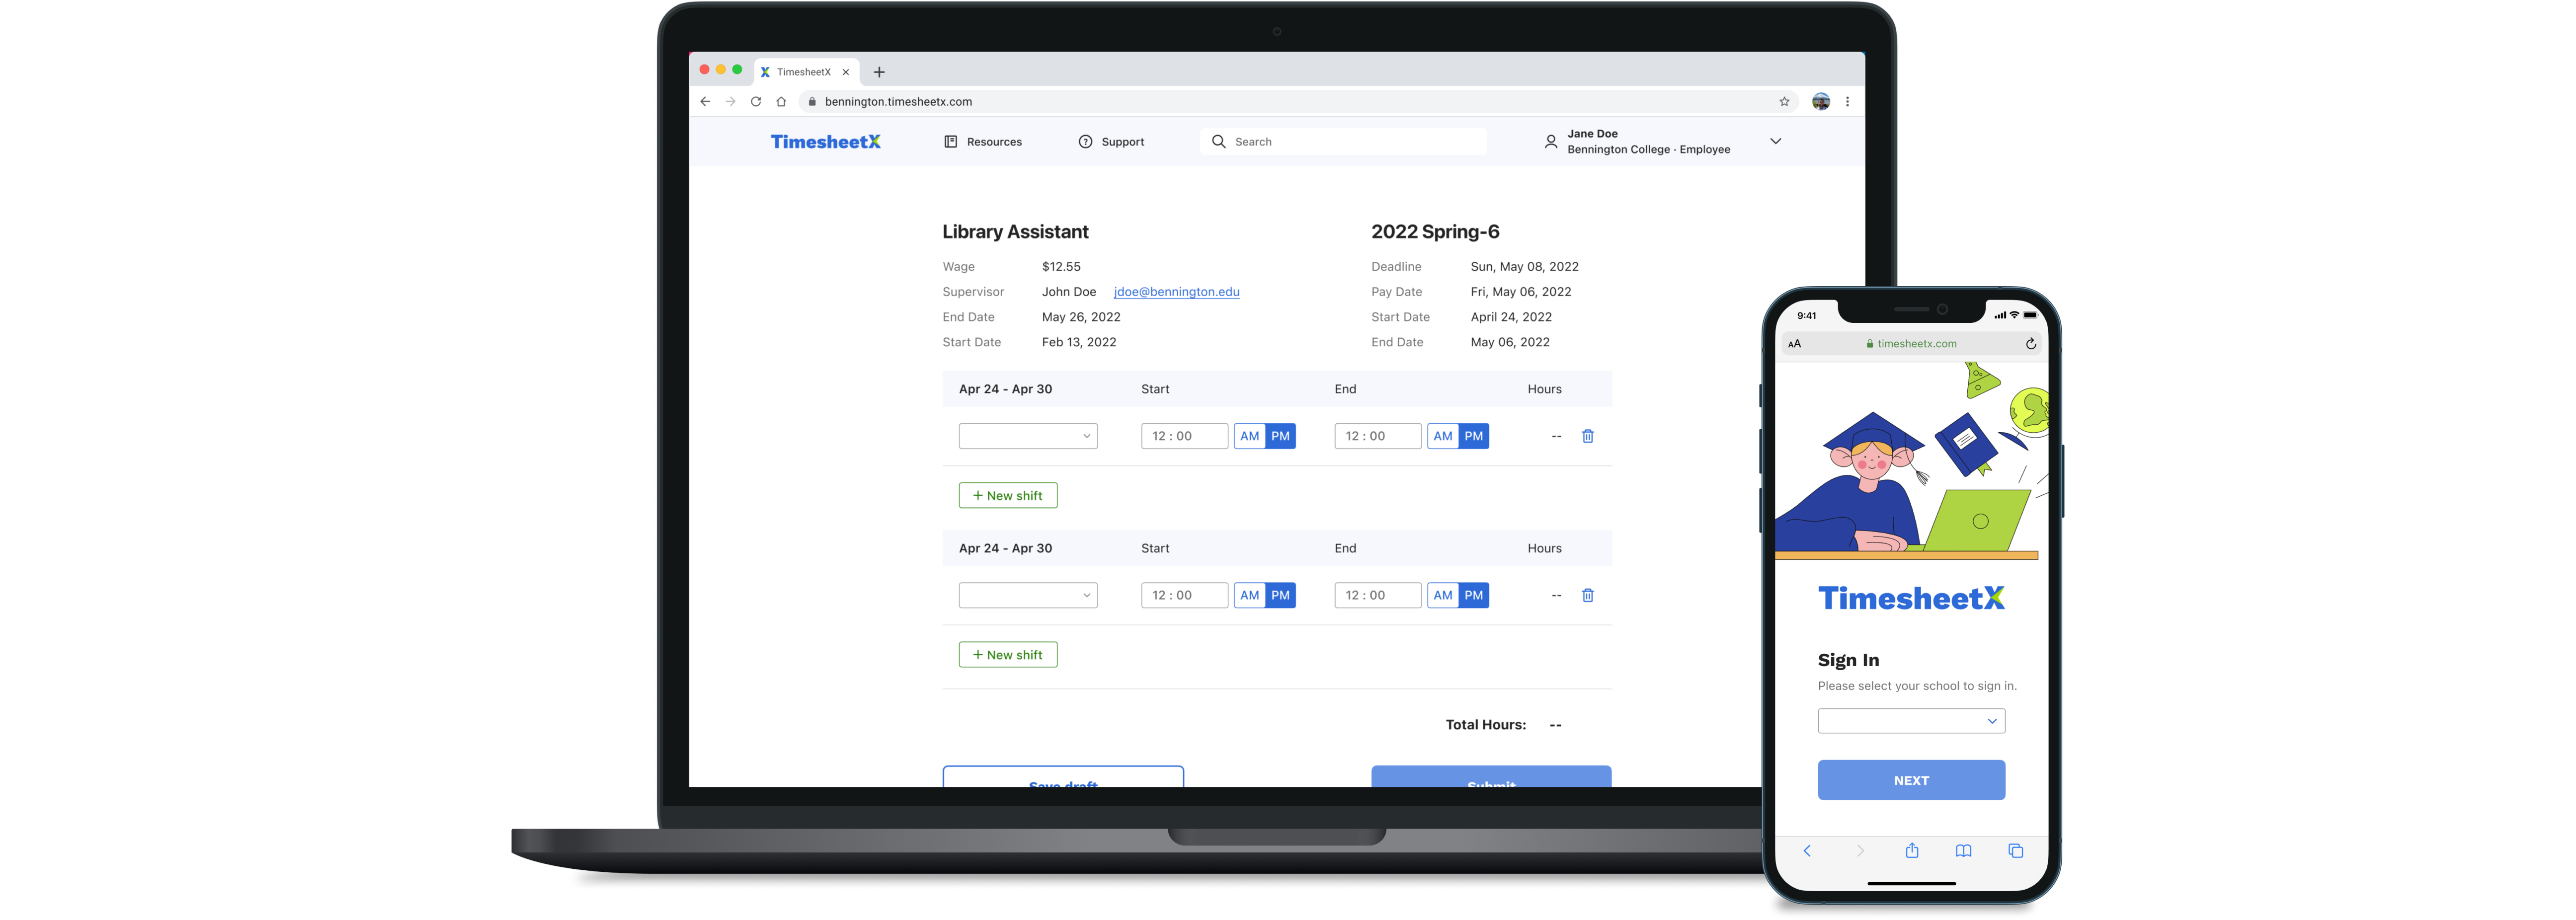 TimesheetX
bennington.timesheetx.com
TimesheetX
Resources
Support
Search
Jane Doe
Bennington College · Employee
Library Assistant
Wage $12.55
Supervisor John Doe jdoe@bennington.edu
End Date May 26, 2022
Start Date Feb 13, 2022
2022 Spring-6
Deadline Sun, May 08, 2022
Pay Date Fri, May 06, 2022
Start Date April 24, 2022
End Date May 06, 2022
Apr 24 - Apr 30 Start End Hours
12 : 00 AM PM 12 : 00 AM PM --
+ New shift
Apr 24 - Apr 30 Start End Hours
12 : 00 AM PM 12 : 00 AM PM --
+ New shift
Total Hours: --
Save draft
Submit
9:41
AA timesheetx.com
TimesheetX
Sign In
Please select your school to sign in.
NEXT